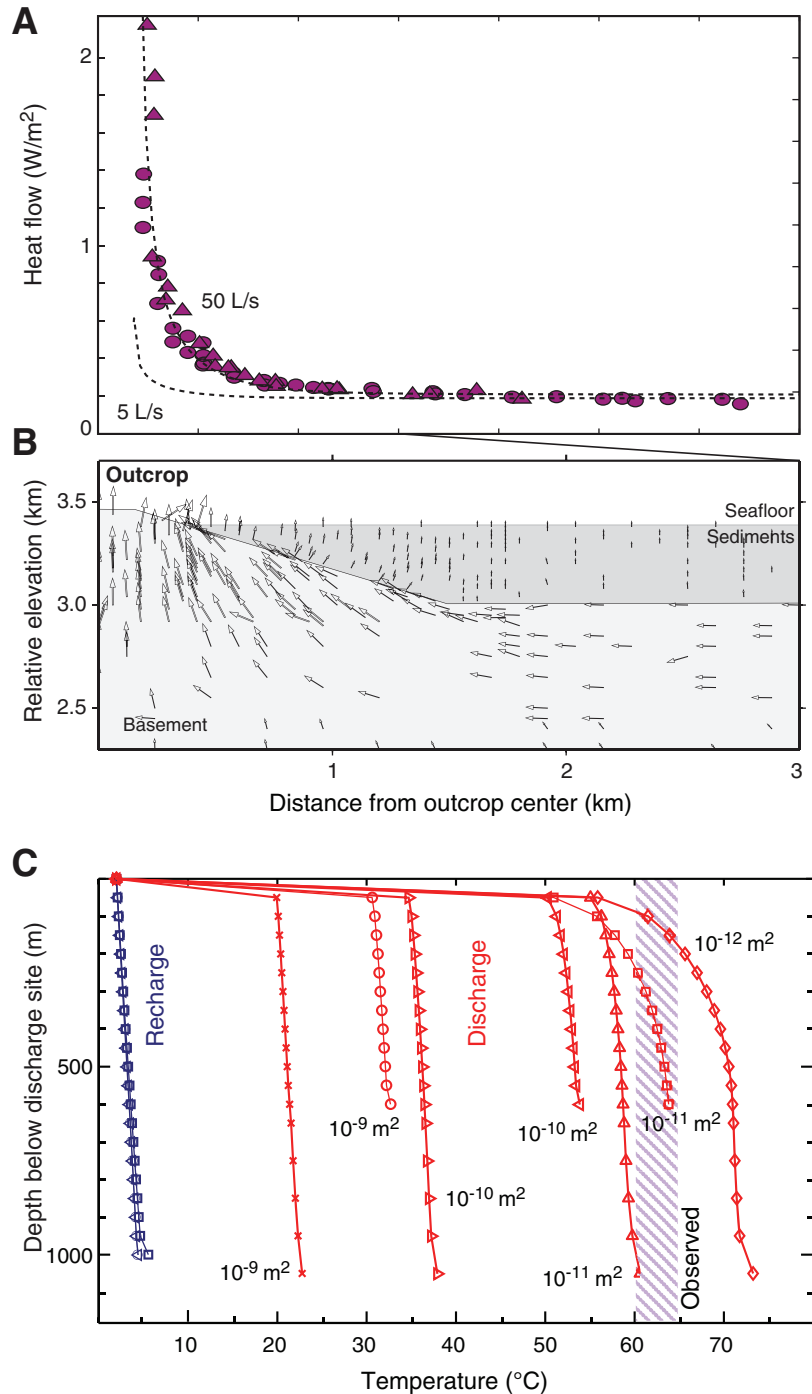 A
2
1
0
Heat flow (W/m²)
50 L/s
5 L/s
B
Outcrop
3.5
3.0
2.5
Relative elevation (km)
Seafloor
Sediments
Basement
1
2
3
Distance from outcrop center (km)
C
Depth below discharge site (m)
500
1000
Recharge
Discharge
10⁻¹² m²
10⁻⁹ m²
10⁻¹⁰ m²
10⁻¹¹ m²
10⁻¹⁰ m²
10⁻⁹ m²
10⁻¹¹ m²
Observed
10
20
30
40
50
60
70
Temperature (°C)